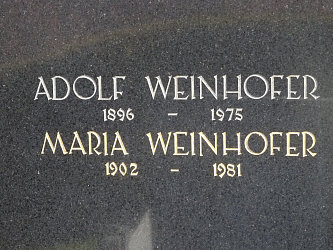 ADOLF WEINHOFER
1896 – 1975
MARIA WEINHOFER
1902 – 1981